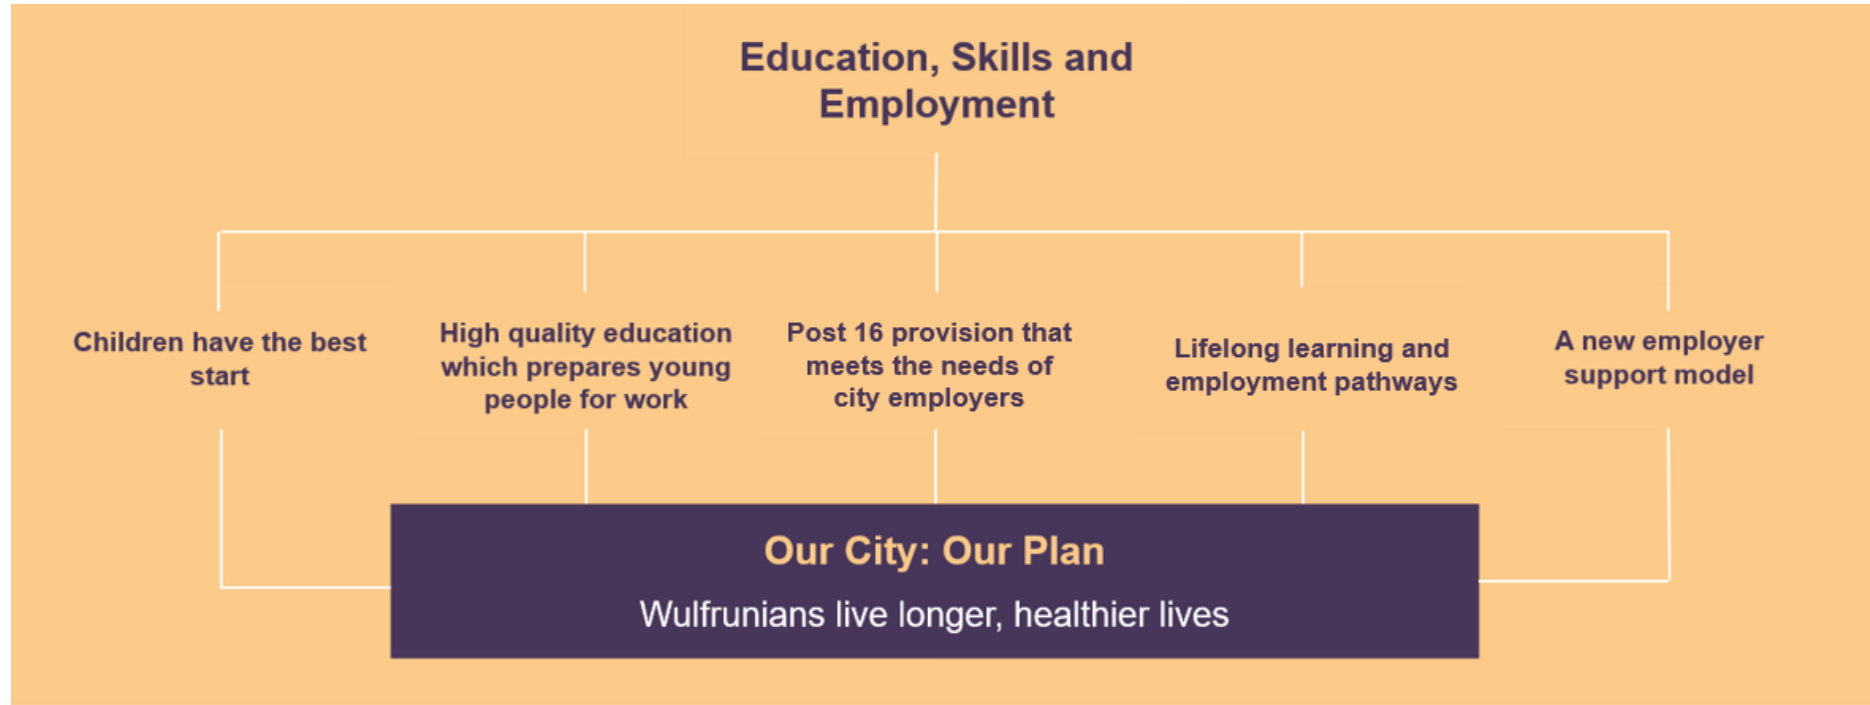 Education, Skills and
Employment
Children have the best
start
High quality education
which prepares young
people for work
Post 16 provision that
meets the needs of
city employers
Lifelong learning and
employment pathways
A new employer
support model
Our City: Our Plan
Wulfrunians live longer, healthier lives